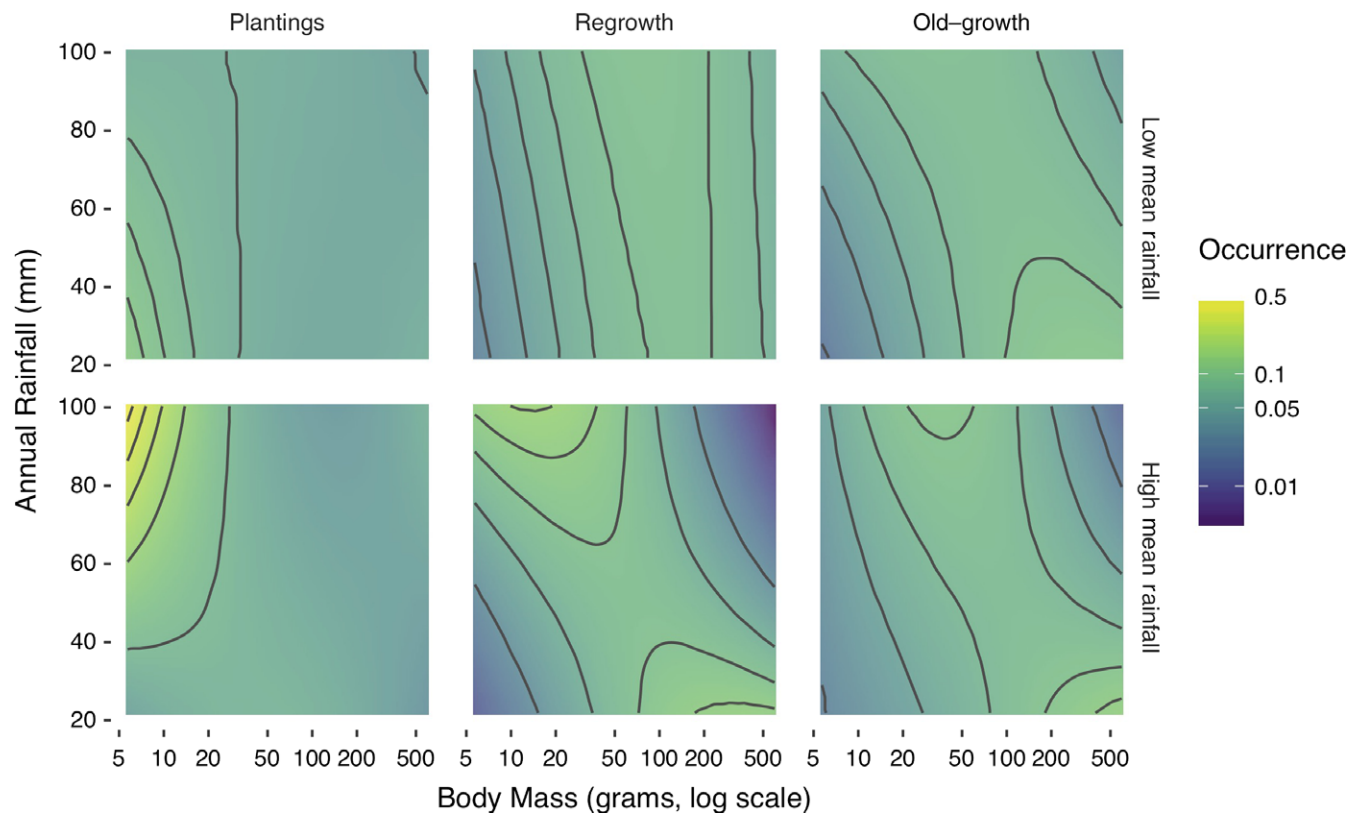 Plantings Regrowth Old–growth
100
80
60
40
20
Low mean rainfall
100
80
60
40
20
High mean rainfall
Annual Rainfall (mm)
5 10 20 50 100 200 500 5 10 20 50 100 200 500 5 10 20 50 100 200 500
Body Mass (grams, log scale)
Occurrence
0.5
0.1
0.05
0.01